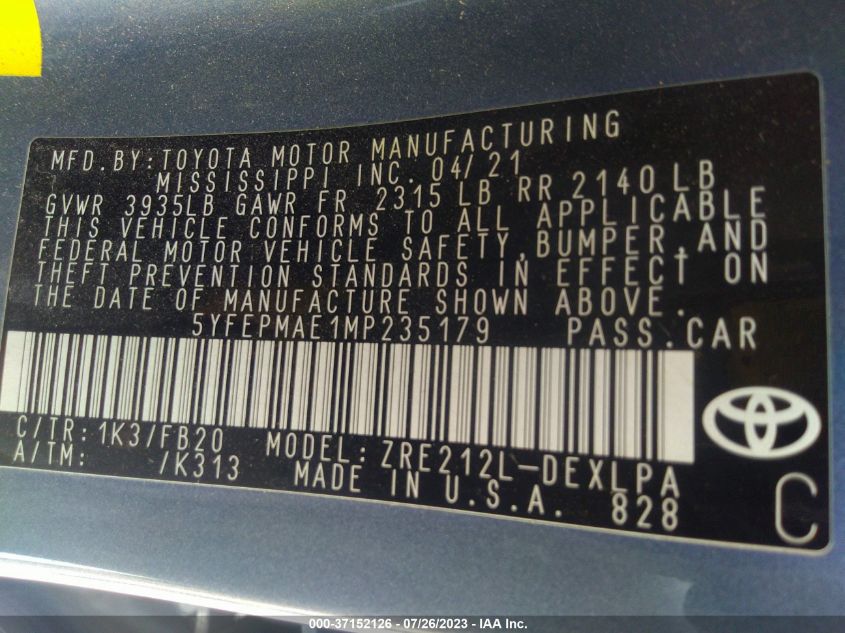 MFD. BY: TOYOTA MOTOR MANUFACTURING
MISSISSIPPI INC. 04/21
GVWR 3935LB GAWR FR 2315 LB RR 2140 LB
THIS VEHICLE CONFORMS TO ALL APPLICABLE
FEDERAL MOTOR VEHICLE SAFETY, BUMPER, AND
THEFT PREVENTION STANDARDS IN EFFECT ON
THE DATE OF MANUFACTURE SHOWN ABOVE.
5YFEPMAE1MP235179 PASS. CAR
C/TR: 1K3/FB20 MODEL: ZRE212L-DEXLPA
A/TM: /K313 MADE IN U.S.A. 828
C
000-37152126 - 07/26/2023 - IAA Inc.